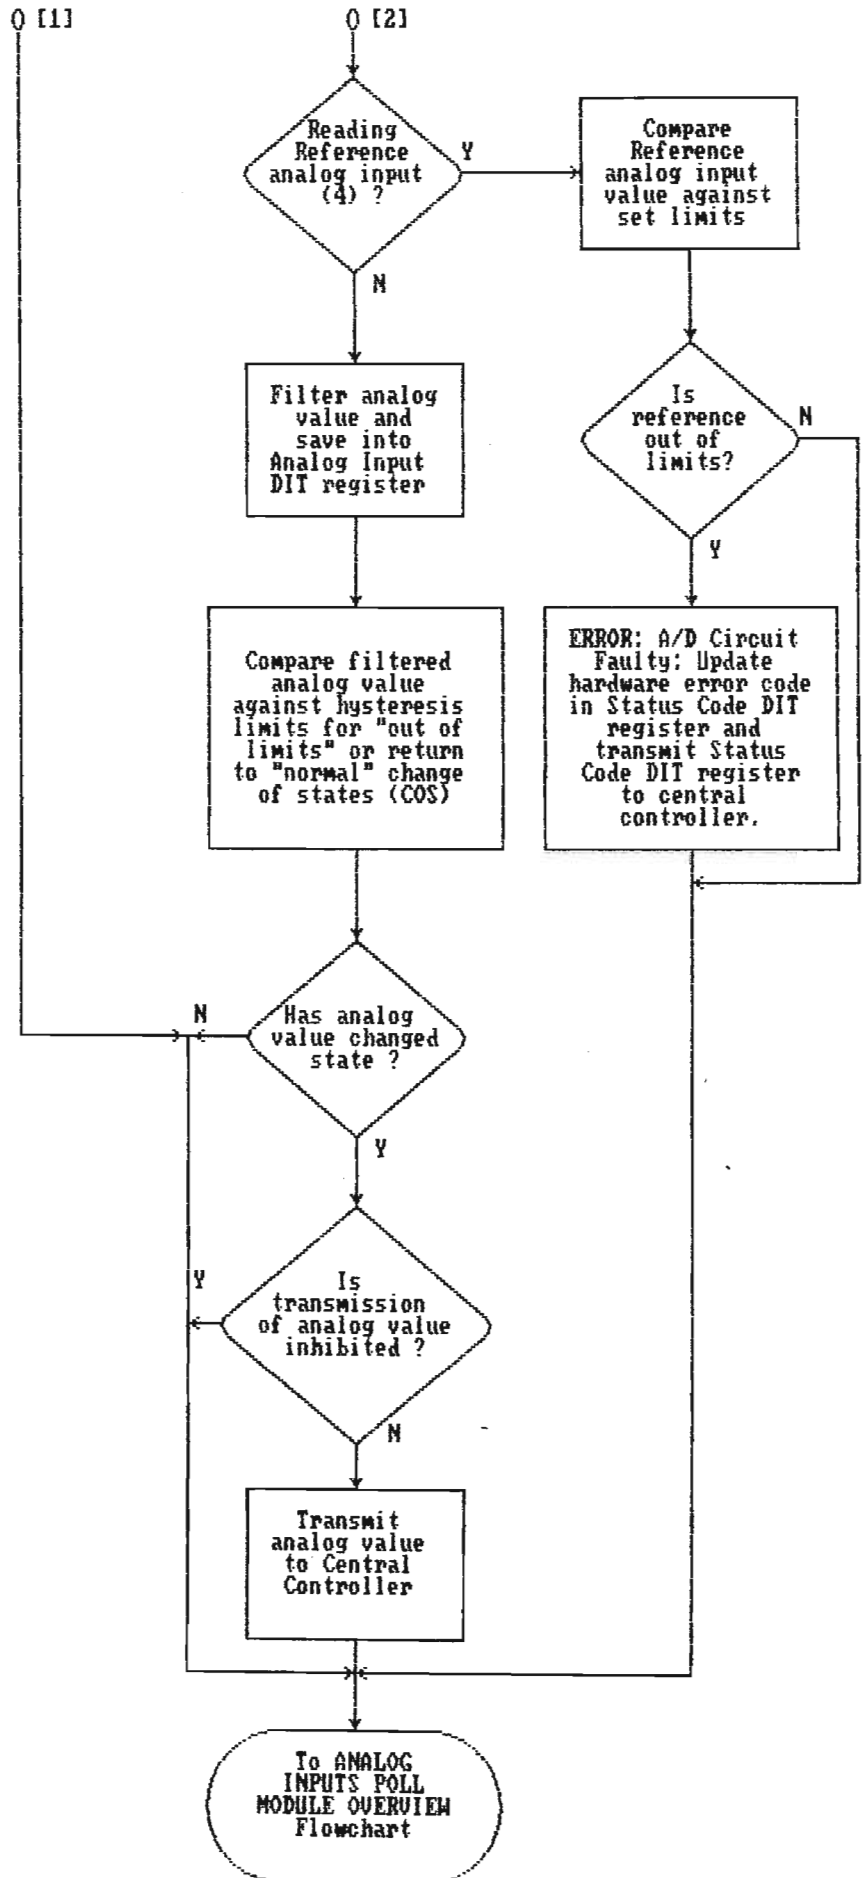 () [1]
() [2]
Reading
Reference
analog input
(4) ?
Y
N
Compare
Reference
analog input
value against
set limits
Filter analog
value and
save into
Analog Input
DIT register
Is
reference
out of
limits?
N
Y
Compare filtered
analog value
against hysteresis
limits for "out of
limits" or return
to "normal" change
of states (COS)
ERROR: A/D Circuit
Faulty: Update
hardware error code
in Status Code DIT
register and
transmit Status
Code DIT register
to central
controller.
Has analog
value changed
state ?
N
Y
Is
transmission
of analog value
inhibited ?
Y
N
Transmit
analog value
to Central
Controller
To ANALOG
INPUTS POLL
MODULE OVERVIEW
Flowchart